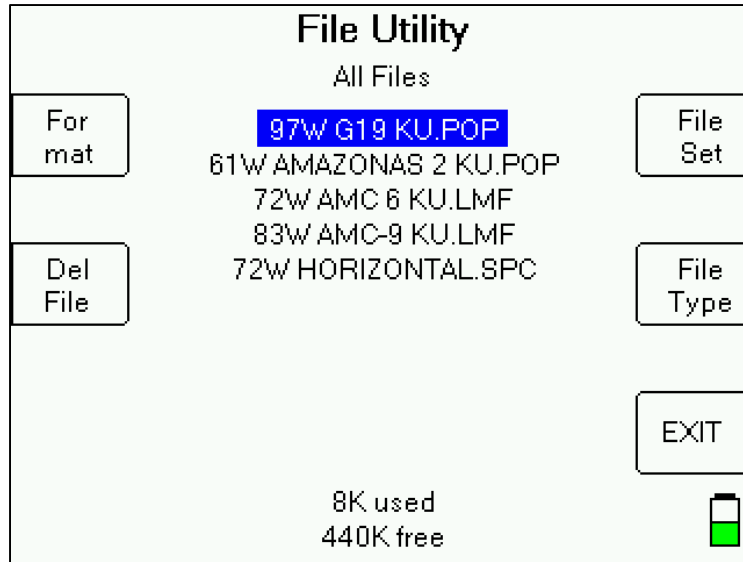 File Utility
All Files
For
mat
File
Set
97W G19 KU.POP
61W AMAZONAS 2 KU.POP
72W AMC 6 KU.LMF
83W AMC-9 KU.LMF
72W HORIZONTAL.SPC
Del
File
File
Type
EXIT
8K used
440K free